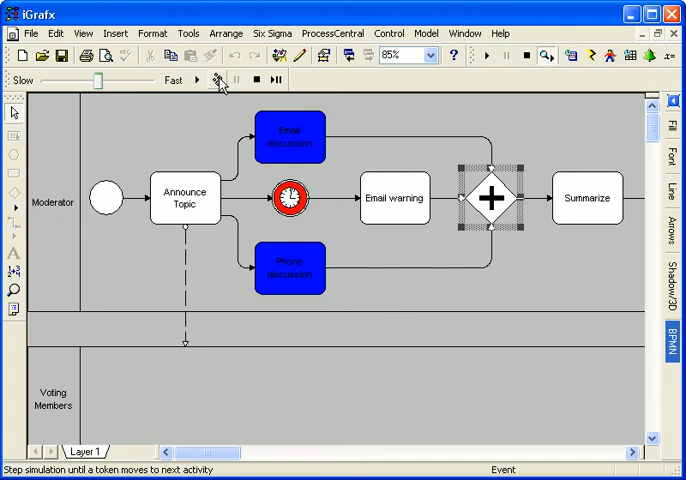 iGrafx
File Edit View Insert Format Tools Arrange Six Sigma ProcessCentral Control Model Window Help
85%
?
x=
Slow
Fast
Moderator
Announce
Topic
Email
discussion
Email warning
Phone
discussion
Summarize
Voting
Members
Fill
Font
Line
Arrows
Shadow/3D
BPMN
A
Layer 1
Step simulation until a token moves to next activity
Event